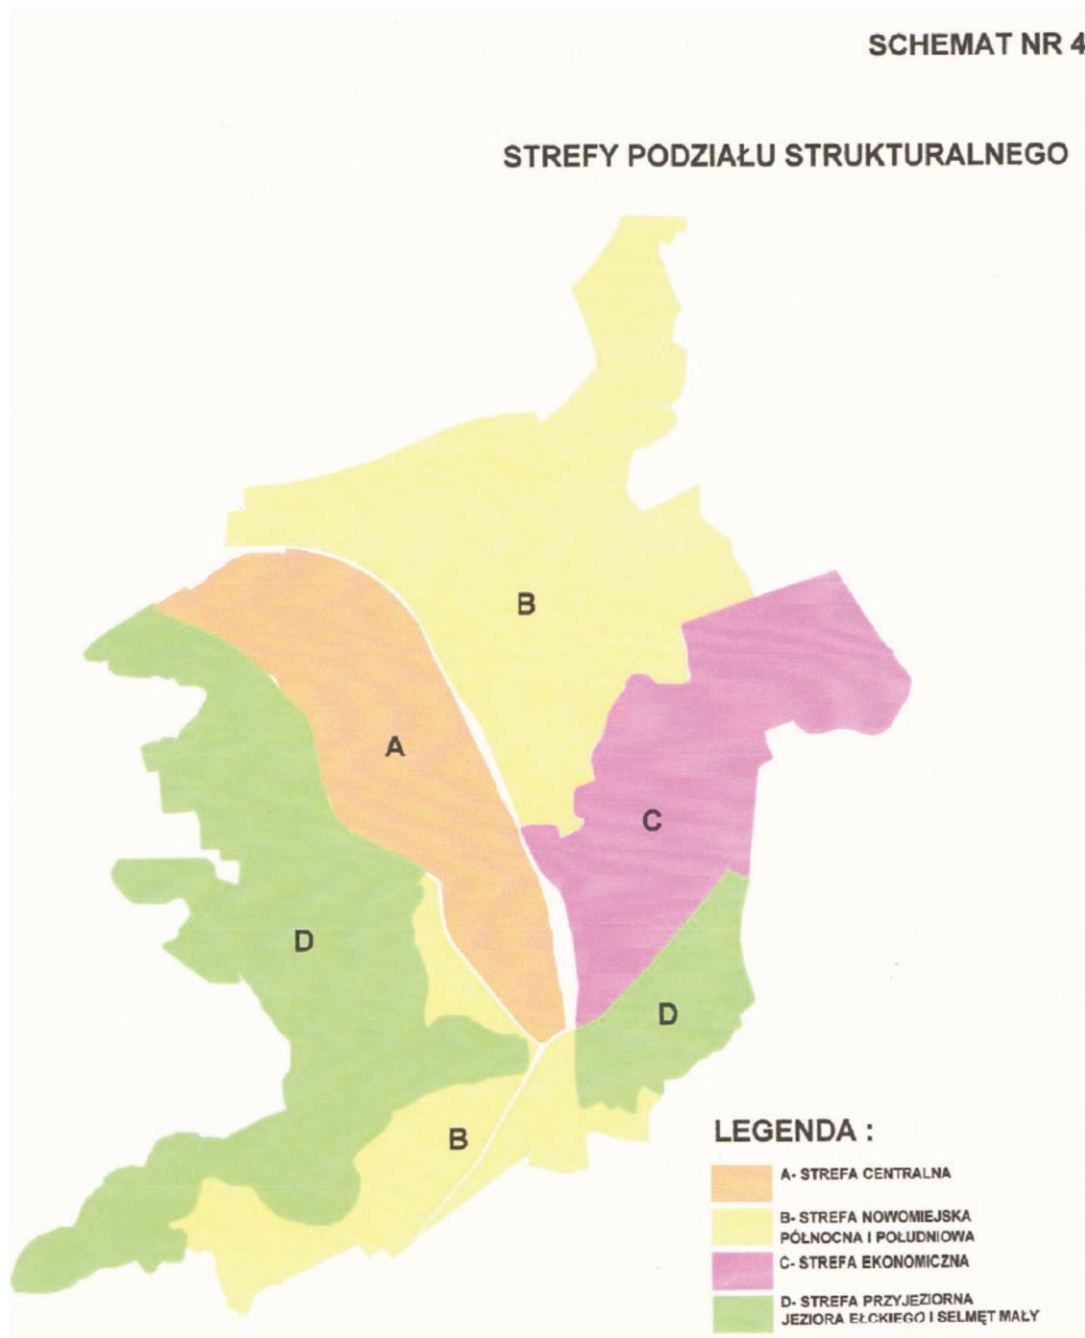 SCHEMAT NR 4
STREFY PODZIAŁU STRUKTURALNEGO
B
A
C
D
D
B
LEGENDA :
A- STREFA CENTRALNA
B- STREFA NOWOMIEJSKA
PÓŁNOCNA I POŁUDNIOWA
C- STREFA EKONOMICZNA
D- STREFA PRZYJEZIORNA
JEZIORA EŁCKIEGO I SELMĘT MAŁY